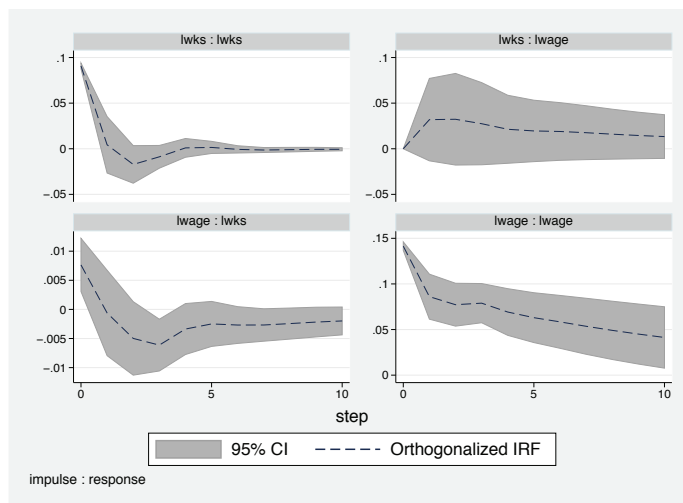 lwks : lwks
lwks : lwage
.1
.05
0
−.05
.1
.05
0
−.05
lwage : lwks
lwage : lwage
.01
.005
0
−.005
−.01
.15
.1
.05
0
0 5 10
0 5 10
step
95% CI
Orthogonalized IRF
impulse : response